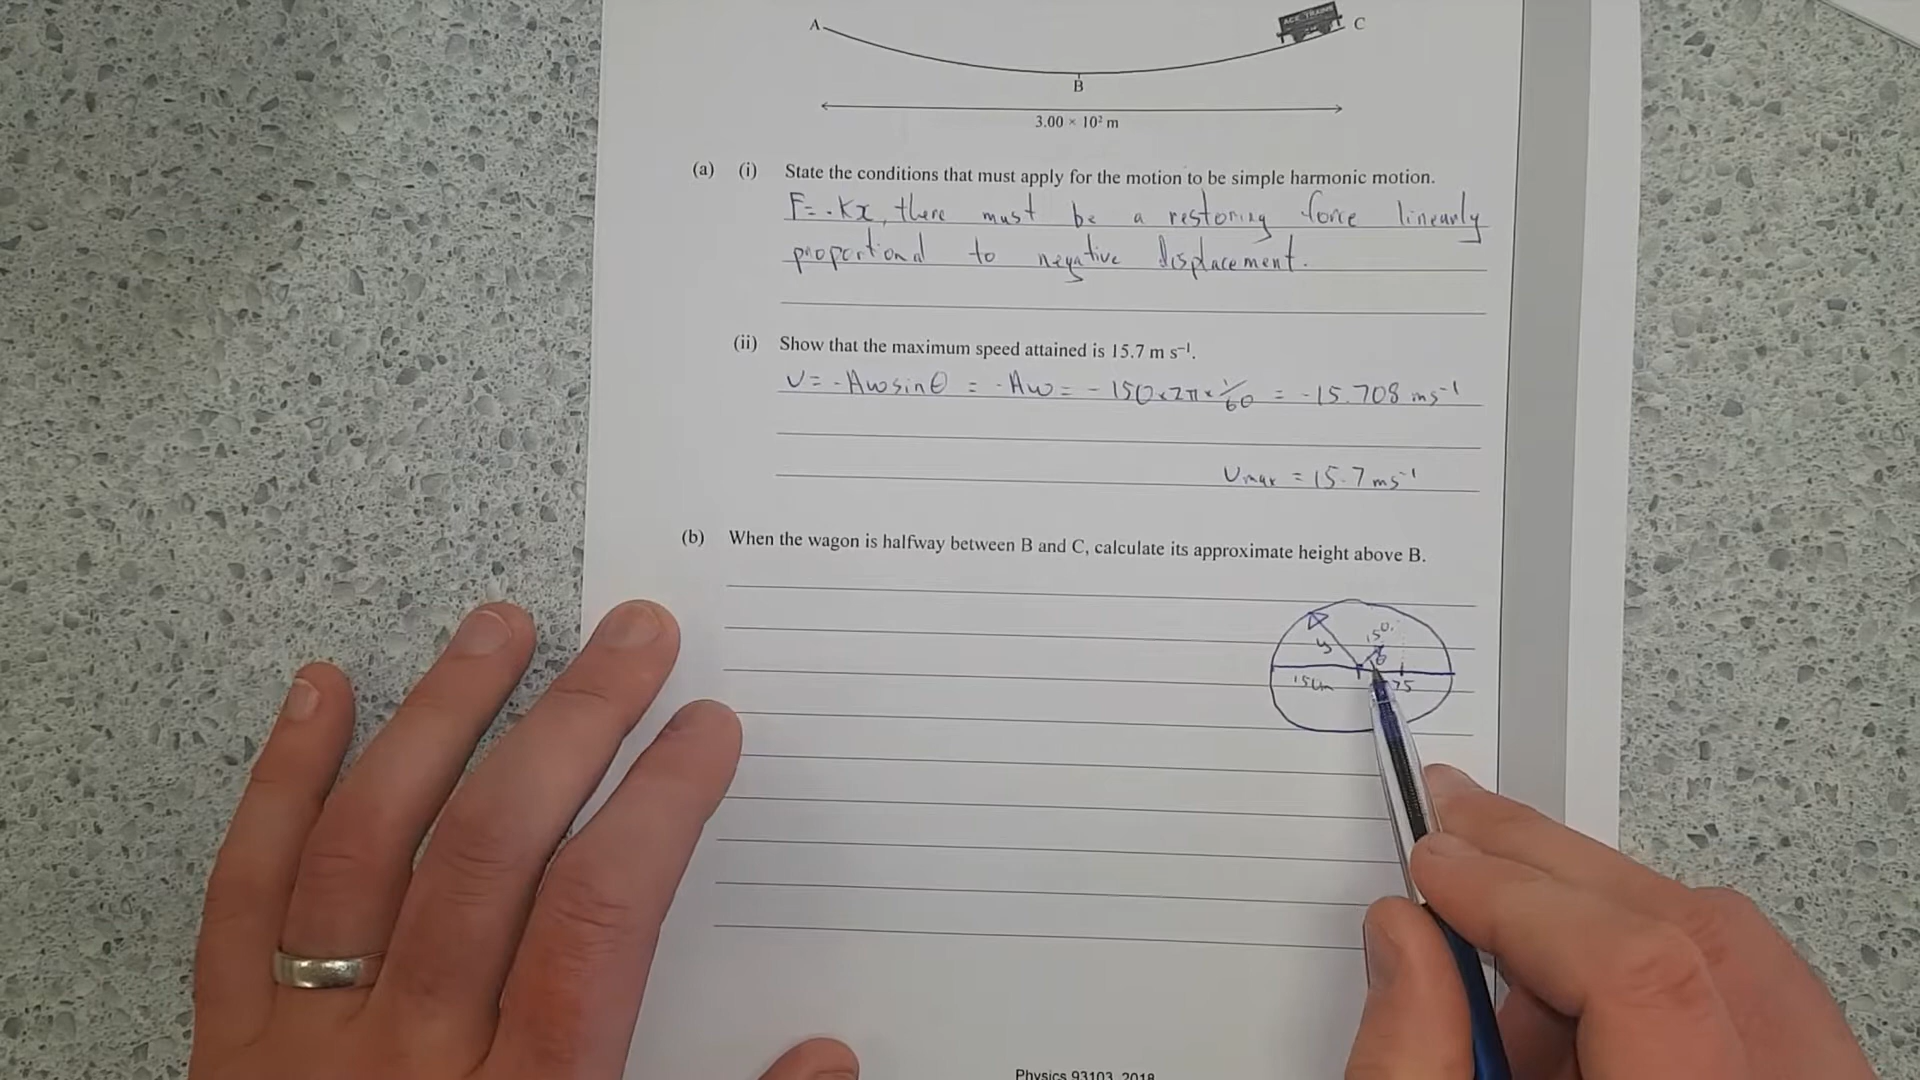 ACE TRAINS
A
C
B
3.00 × 10² m
(a) (i) State the conditions that must apply for the motion to be simple harmonic motion.
F = -Kx, there must be a restoring force linearly
proportional to negative displacement.
(ii) Show that the maximum speed attained is 15.7 m s⁻¹.
V = -Aωsinθ = -Aω = -150×2π×1/60 = -15.708 ms⁻¹
Vmax = 15.7 ms⁻¹
(b) When the wagon is halfway between B and C, calculate its approximate height above B.
150
y
θ
150m
75
Physics 93103, 2018